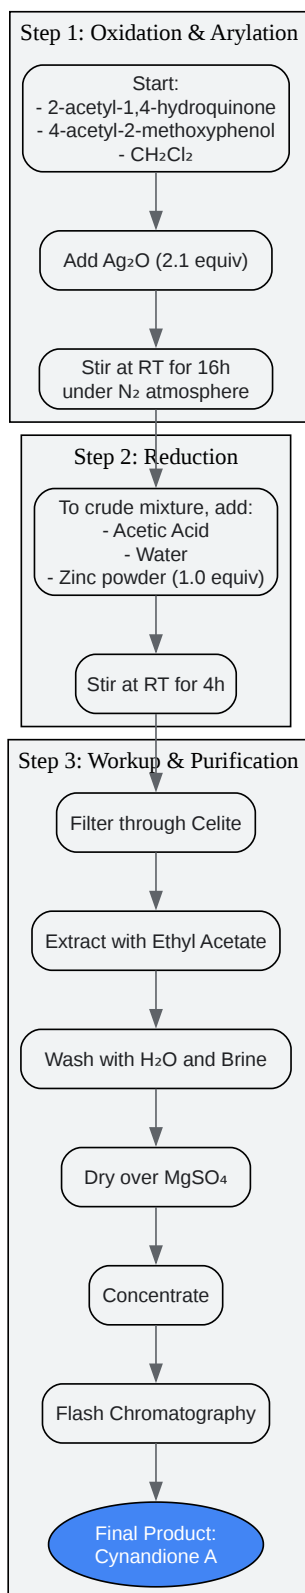 Step 1: Oxidation & Arylation
Start:
- 2-acetyl-1,4-hydroquinone
- 4-acetyl-2-methoxyphenol
- CH₂Cl₂
Add Ag₂O (2.1 equiv)
Stir at RT for 16h
under N₂ atmosphere
Step 2: Reduction
To crude mixture, add:
- Acetic Acid
- Water
- Zinc powder (1.0 equiv)
Stir at RT for 4h
Step 3: Workup & Purification
Filter through Celite
Extract with Ethyl Acetate
Wash with H₂O and Brine
Dry over MgSO₄
Concentrate
Flash Chromatography
Final Product:
Cynandione A